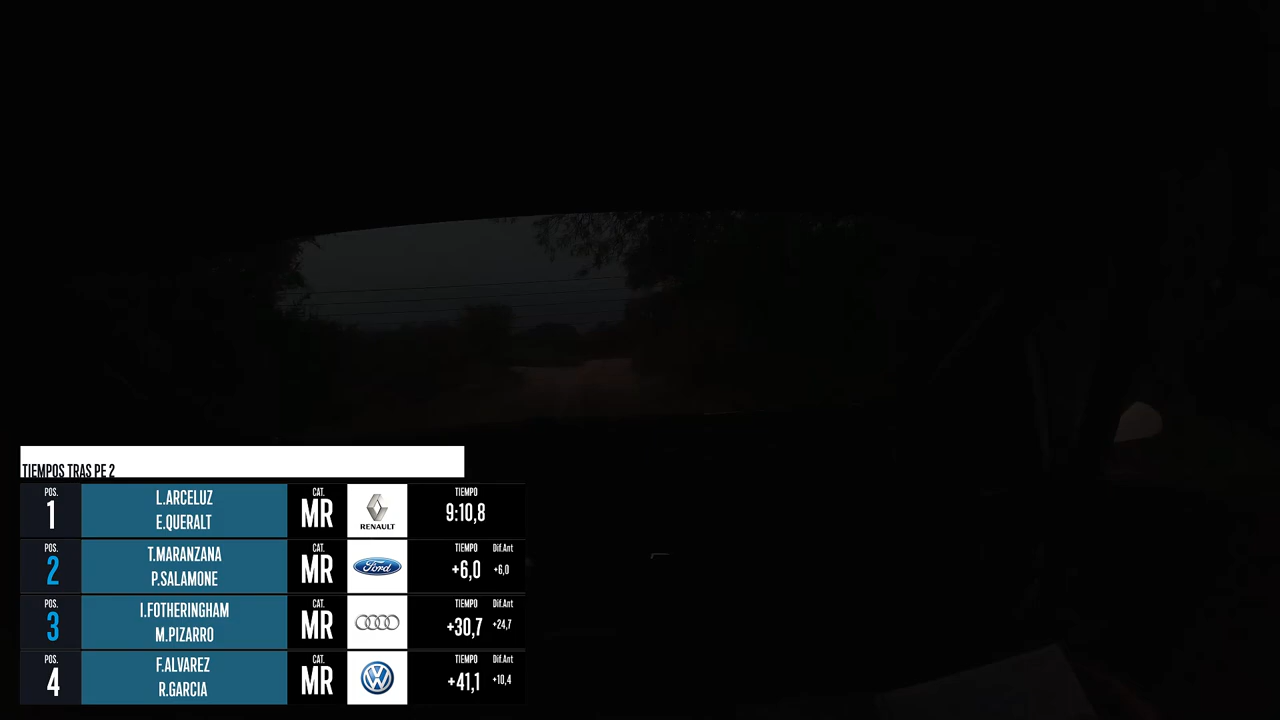 TIEMPOS TRAS PE 2
POS. 1 L.ARCELUZ E.QUERALT CAT. MR RENAULT TIEMPO 9:10,8
POS. 2 T.MARANZANA P.SALAMONE CAT. MR Ford TIEMPO +6,0 Dif.Ant +6,0
POS. 3 I.FOTHERINGHAM M.PIZARRO CAT. MR TIEMPO +30,7 Dif.Ant +24,7
POS. 4 F.ALVAREZ R.GARCIA CAT. MR TIEMPO +41,1 Dif.Ant +10,4